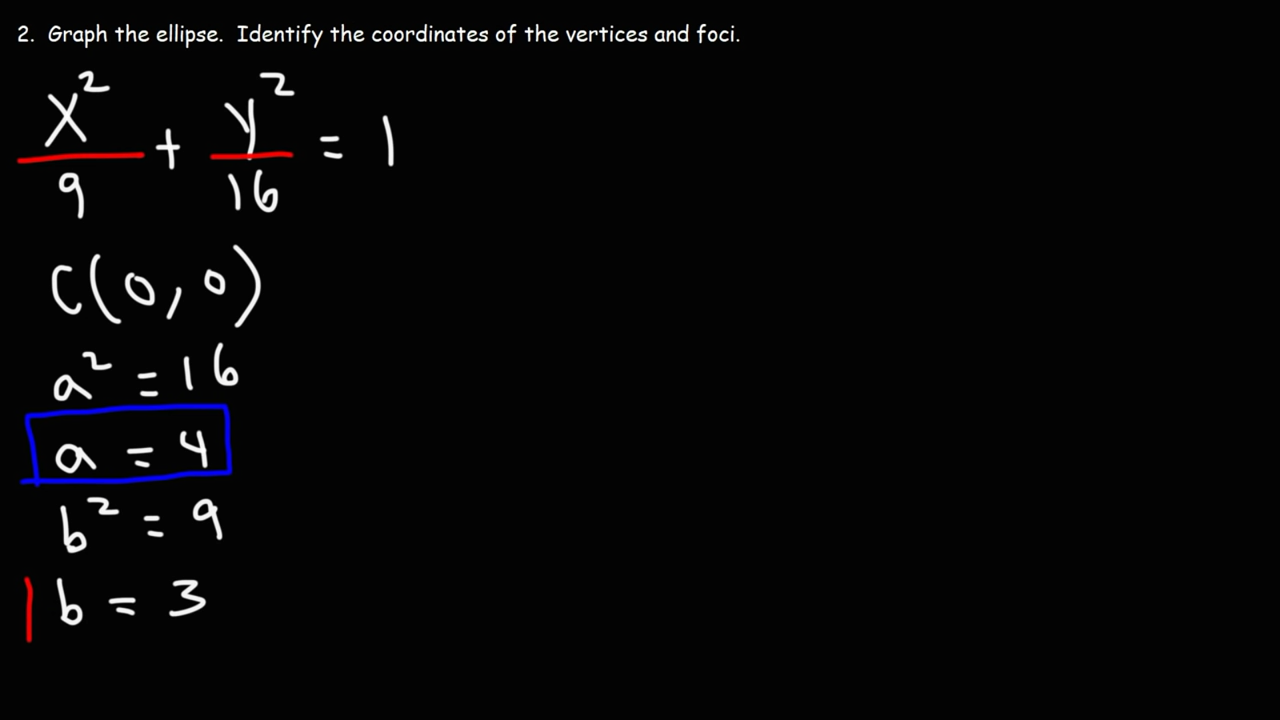 2. Graph the ellipse. Identify the coordinates of the vertices and foci.
x²/9 + y²/16 = 1
C(0,0)
a² = 16
a = 4
b² = 9
b = 3